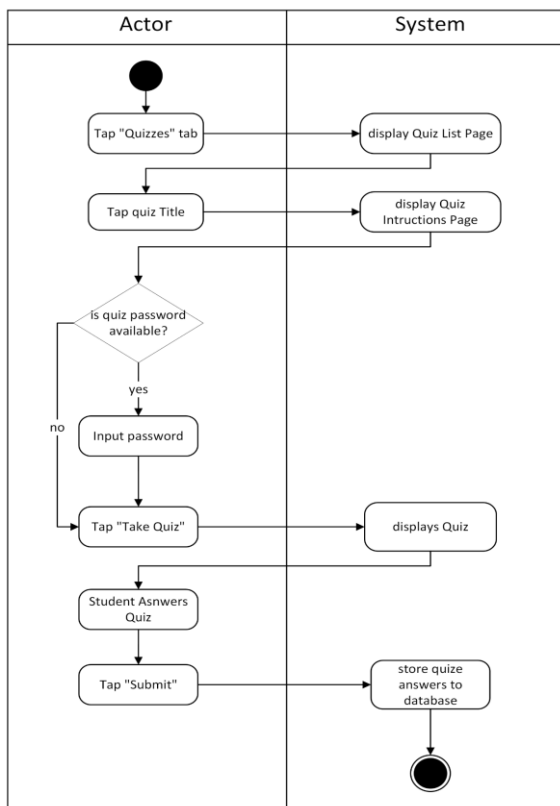 Actor
System
Tap "Quizzes" tab
display Quiz List Page
Tap quiz Title
display Quiz
Intructions Page
is quiz password
available?
yes
no
Input password
Tap "Take Quiz"
displays Quiz
Student Asnwers
Quiz
Tap "Submit"
store quize
answers to
database